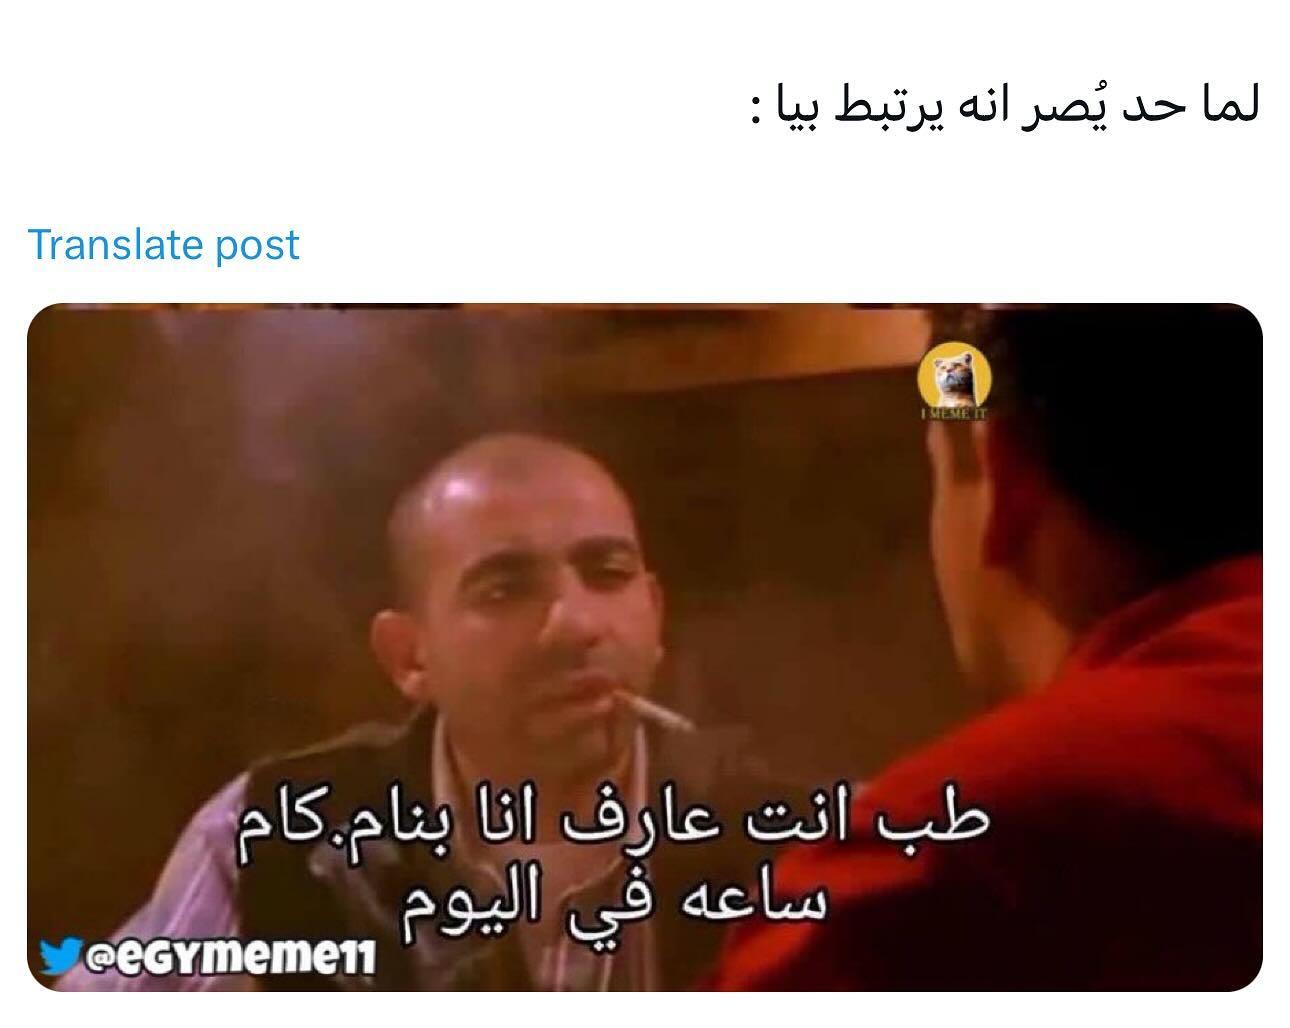 لما حد يُصر انه يرتبط بيا :
Translate post
I MEME IT
طب انت عارف انا بنام.كام
ساعه في اليوم
@eGYmeme11